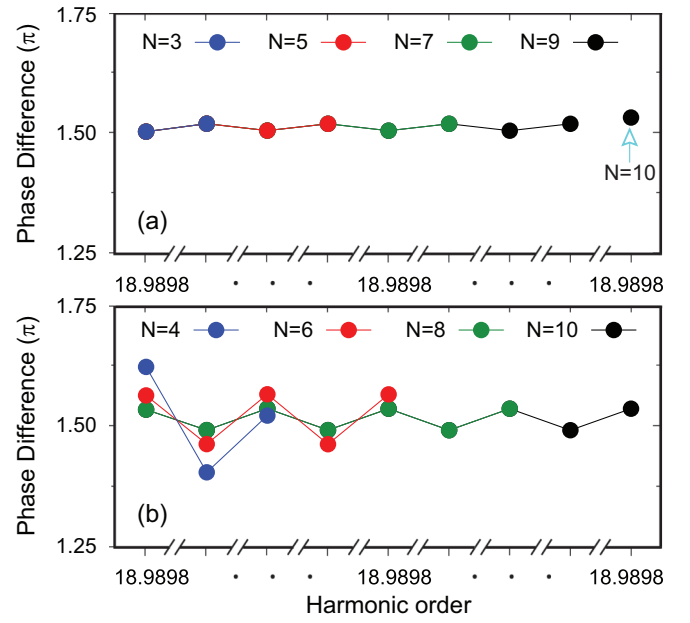 1.75
N=3 N=5 N=7 N=9
1.50
N=10
(a)
1.25
18.9898 . . . 18.9898 . . . 18.9898
Phase Difference (π)
1.75
N=4 N=6 N=8 N=10
1.50
(b)
1.25
18.9898 . . . 18.9898 . . . 18.9898
Phase Difference (π)
Harmonic order